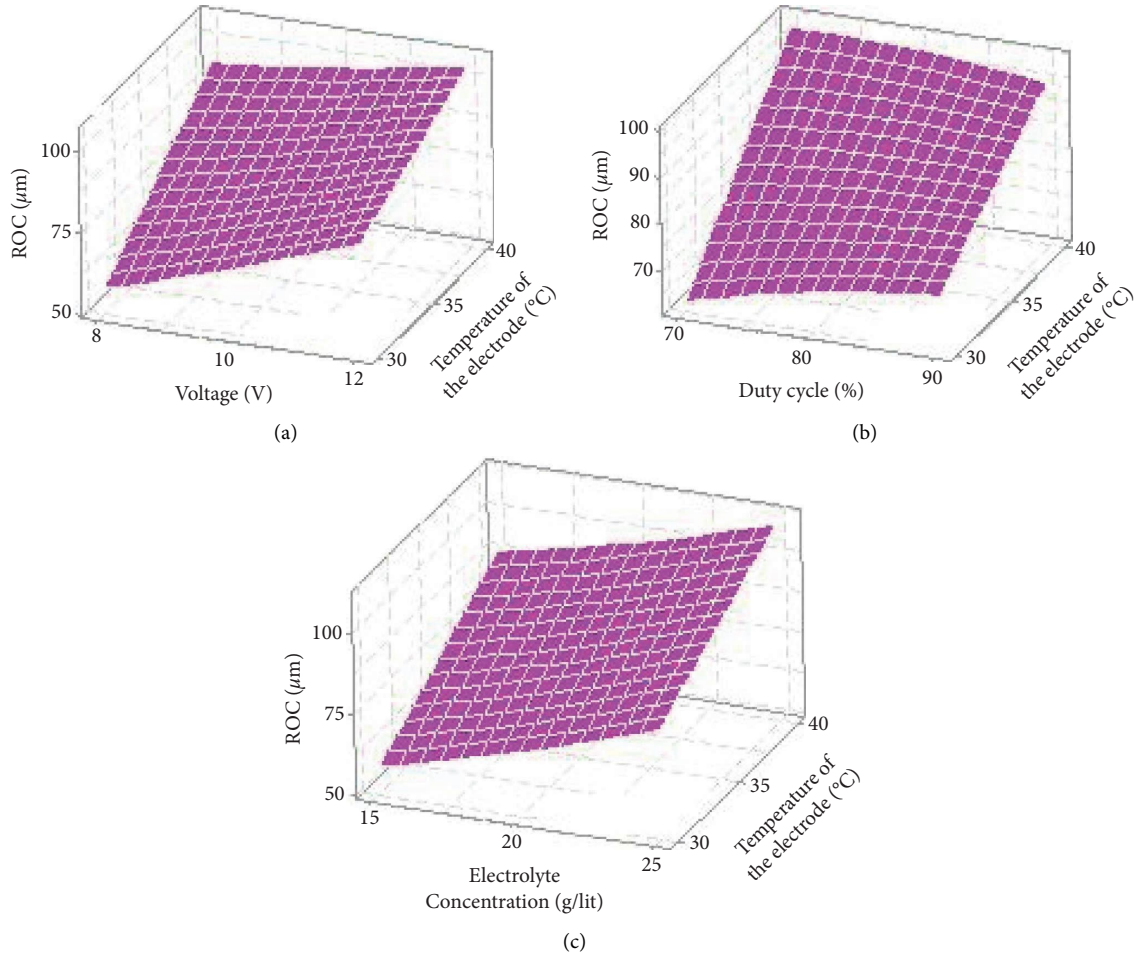 100
75
50
ROC (µm)
8
10
12
Voltage (V)
30
35
40
Temperature of
the electrode (°C)
(a)
100
90
80
70
ROC (µm)
70
80
90
Duty cycle (%)
30
35
40
Temperature of
the electrode (°C)
(b)
100
75
50
ROC (µm)
15
20
25
Electrolyte
Concentration (g/lit)
30
35
40
Temperature of
the electrode (°C)
(c)